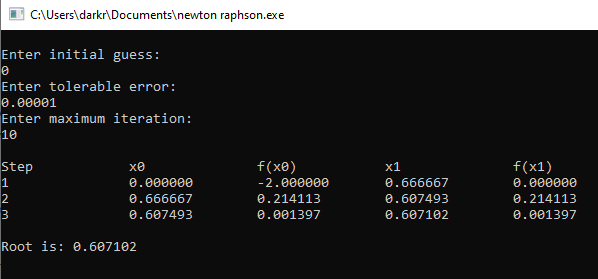 C:\Users\darkr\Documents\newton raphson.exe
Enter initial guess:
0
Enter tolerable error:
0.00001
Enter maximum iteration:
10
Step x0 f(x0) x1 f(x1)
1 0.000000 -2.000000 0.666667 0.000000
2 0.666667 0.214113 0.607493 0.214113
3 0.607493 0.001397 0.607102 0.001397
Root is: 0.607102